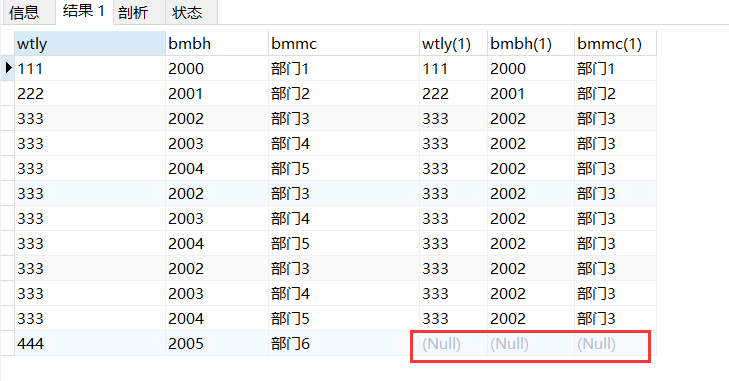 信息 结果 1 剖析 状态
wtly bmbh bmmc wtly(1) bmbh(1) bmmc(1)
111 2000 部门1 111 2000 部门1
222 2001 部门2 222 2001 部门2
333 2002 部门3 333 2002 部门3
333 2003 部门4 333 2002 部门3
333 2004 部门5 333 2002 部门3
333 2002 部门3 333 2002 部门3
333 2003 部门4 333 2002 部门3
333 2004 部门5 333 2002 部门3
333 2002 部门3 333 2002 部门3
333 2003 部门4 333 2002 部门3
333 2004 部门5 333 2002 部门3
444 2005 部门6 (Null) (Null) (Null)